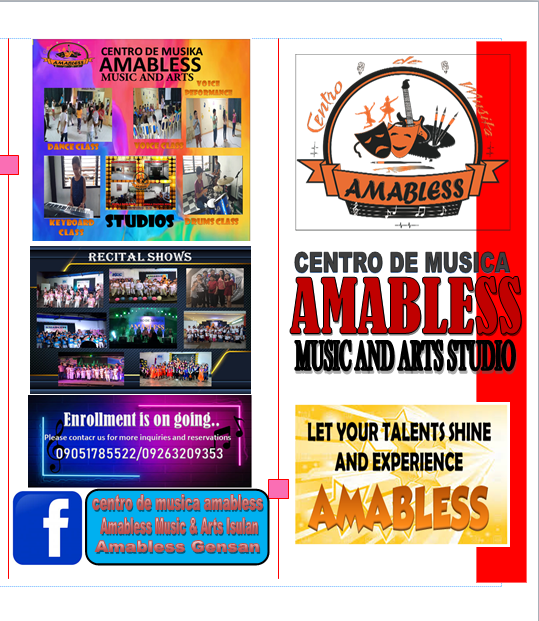 CENTRO DE MUSIKA
AMABLESS
MUSIC AND ARTS
AMABLESS
VOICE
PERFORMANCE
DANCE CLASS
VOICE CLASS
KEYBOARD
CLASS
STUDIOS
DRUMS CLASS
RECITAL SHOWS
Enrollment is on going..
Please contacr us for more inquiries and reservations
09051785522/09263209353
f
centro de musica amabless
Amabless Music & Arts Isulan
Amabless Gensan
Centro de Musika
AMABLESS
CENTRO DE MUSICA
AMABLESS
MUSIC AND ARTS STUDIO
LET YOUR TALENTS SHINE
AND EXPERIENCE
AMABLESS